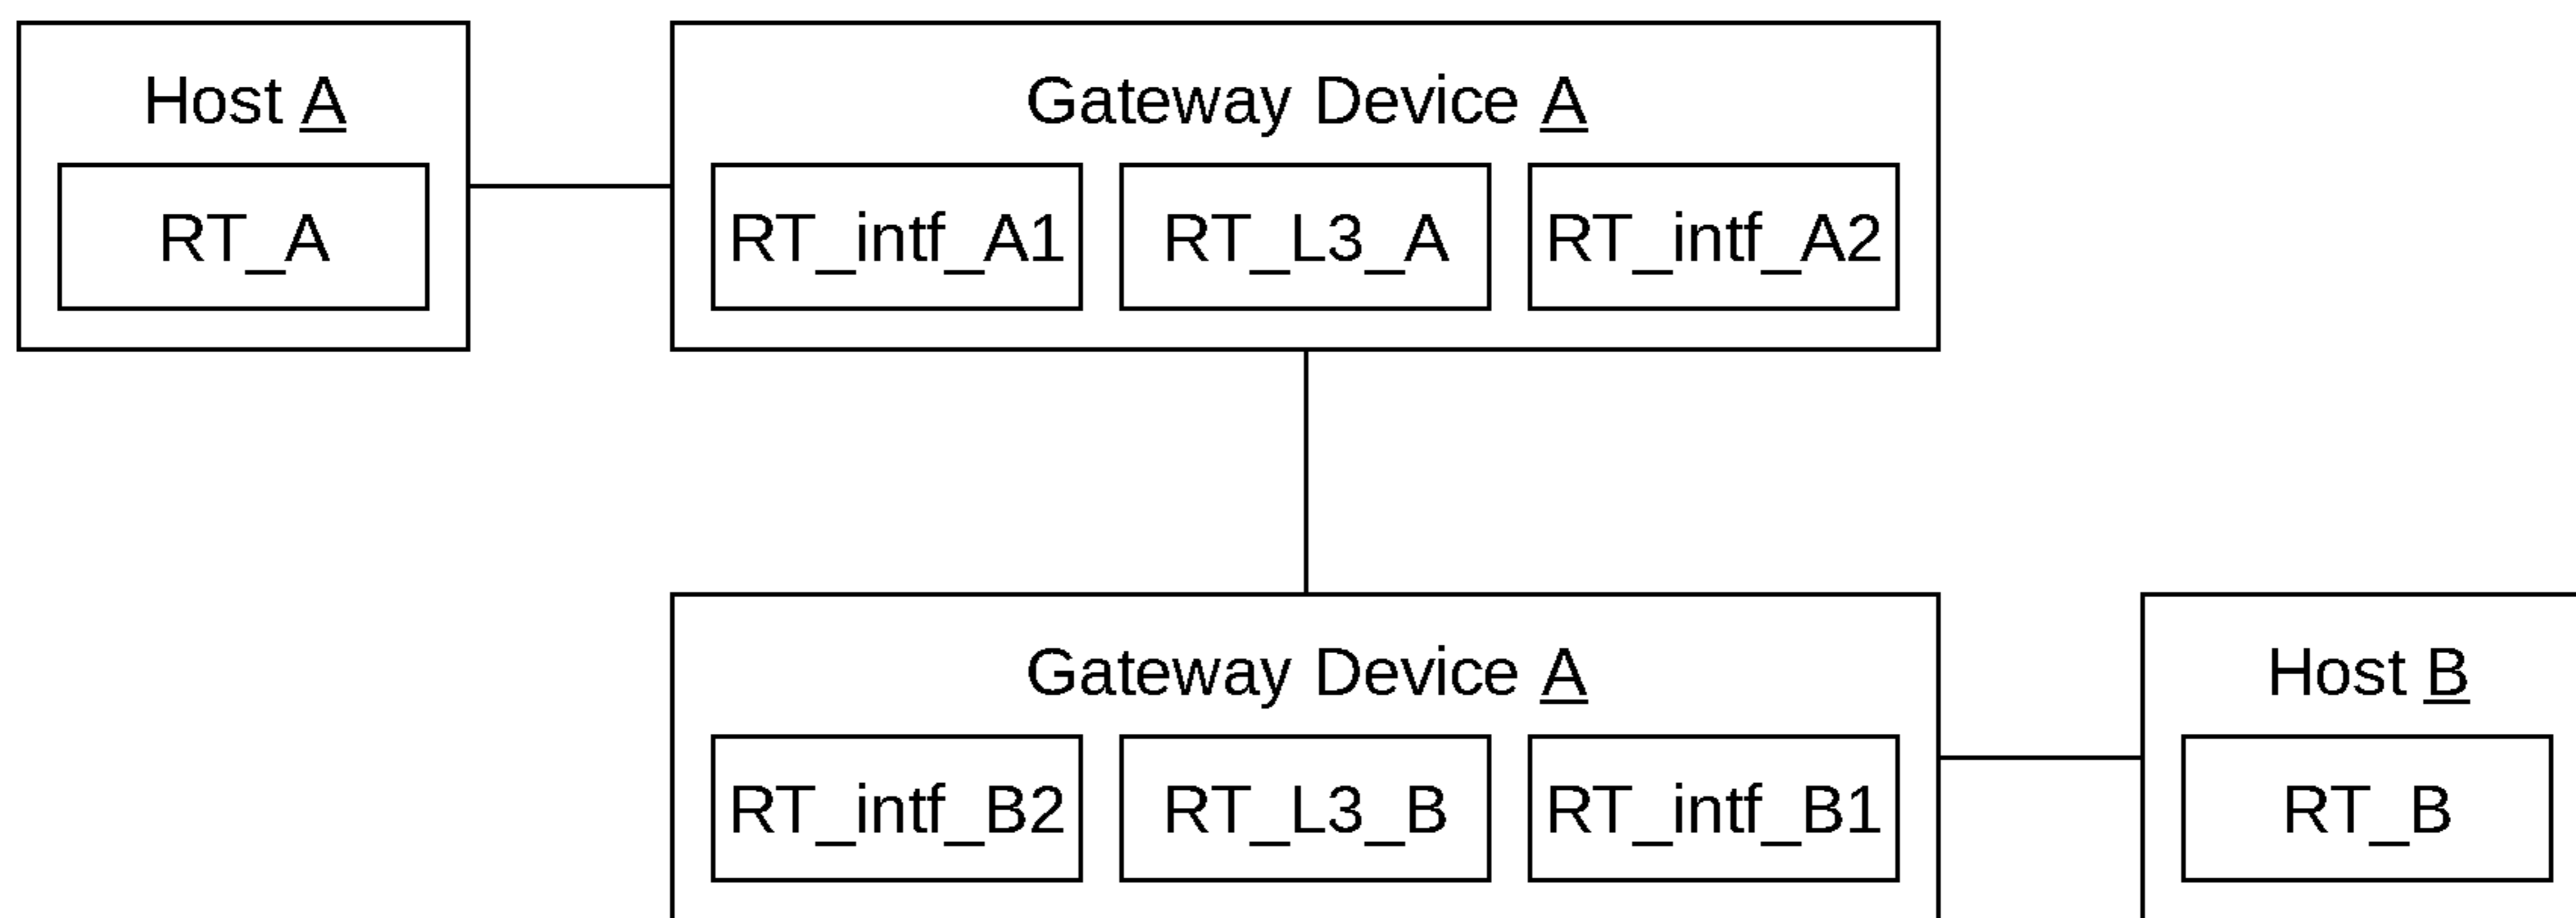 Host A
Gateway Device A
RT_A
RT_intf_A1
RT_L3_A
RT_intf_A2
Gateway Device A
Host B
RT_intf_B2
RT_L3_B
RT_intf_B1
RT_B